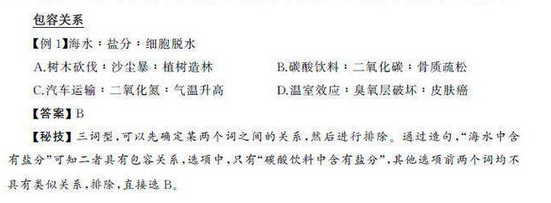 包容关系
【例 1】海水：盐分：细胞脱水
A.树木砍伐：沙尘暴：植树造林 B.碳酸饮料：二氧化碳：骨质疏松
C.汽车运输：二氧化氮：气温升高 D.温室效应：臭氧层破坏：皮肤癌
【答案】B
【秘技】三词型，可以先确定某两个词之间的关系，然后进行排除。通过造句，“海水中含
有盐分”可知二者具有包容关系，选项中，只有“碳酸饮料中含有盐分”，其他选项前两个词均不
具有类似关系，排除，直接选 B。